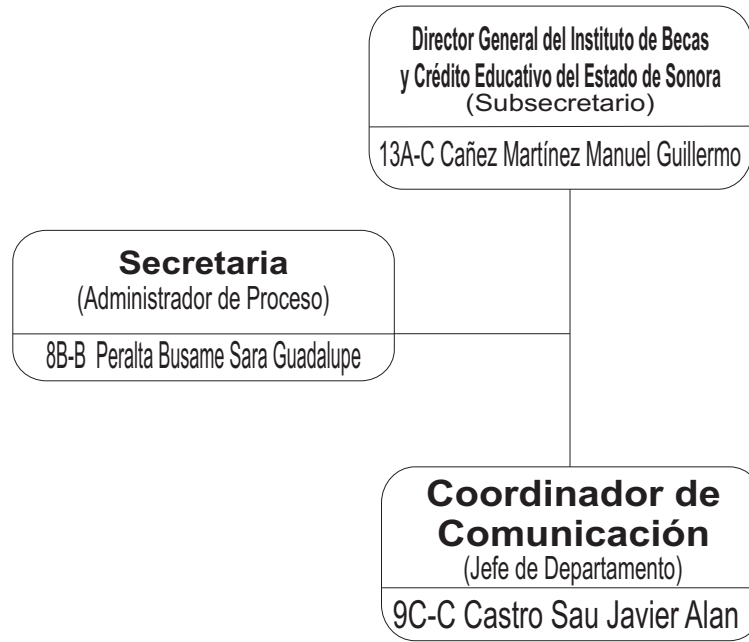 Director General del Instituto de Becas
y Crédito Educativo del Estado de Sonora
(Subsecretario)
13A-C Cañez Martínez Manuel Guillermo
Secretaria
(Administrador de Proceso)
8B-B Peralta Busame Sara Guadalupe
Coordinador de
Comunicación
(Jefe de Departamento)
9C-C Castro Sau Javier Alan